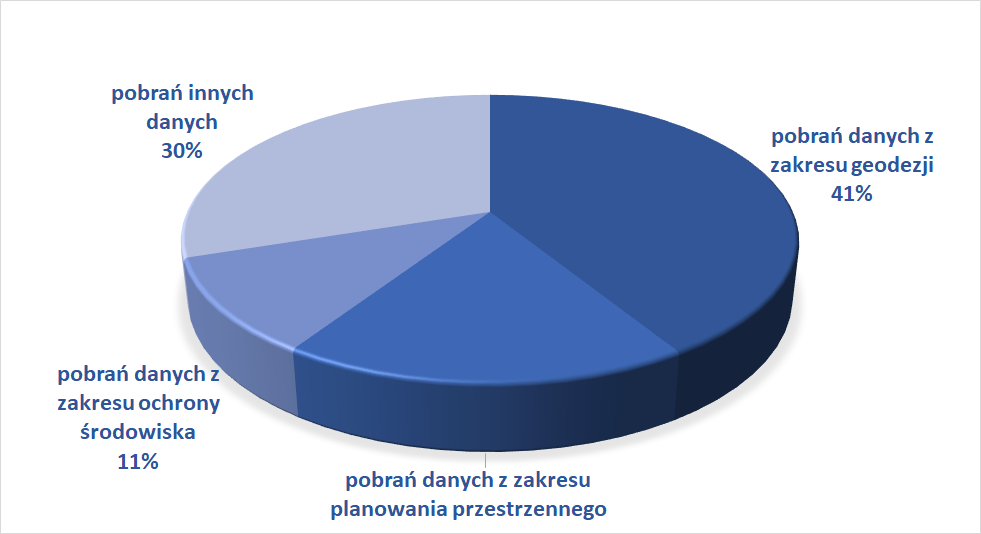 pobrań innych
danych
30%
pobrań danych z
zakresu geodezji
41%
pobrań danych z
zakresu ochrony
środowiska
11%
pobrań danych z zakresu
planowania przestrzennego